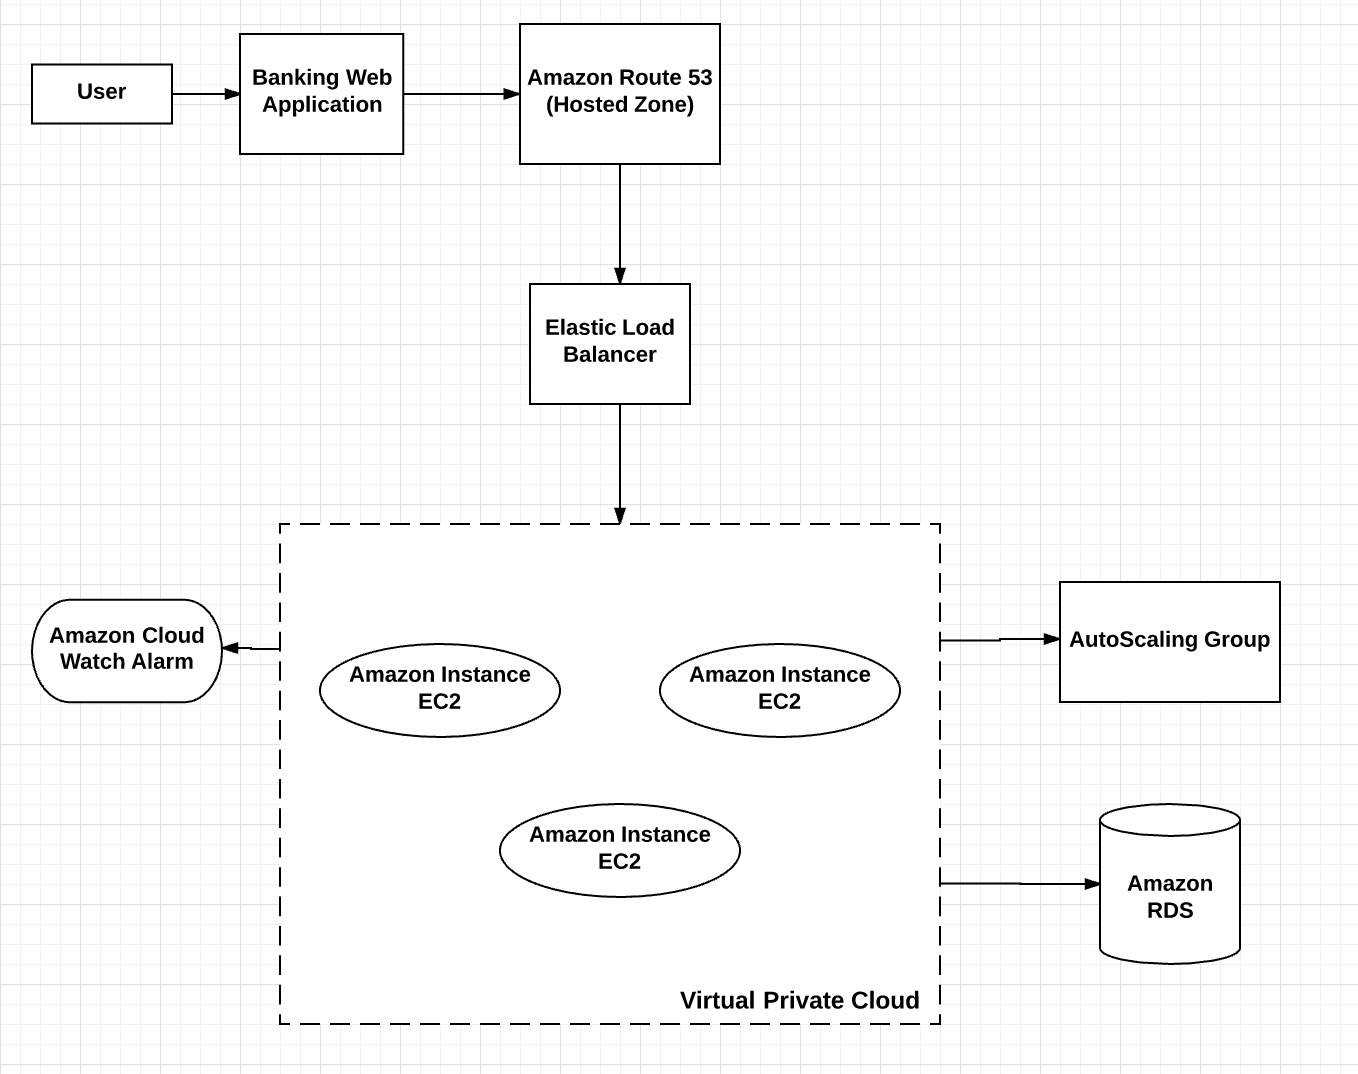 User
Banking Web
Application
Amazon Route 53
(Hosted Zone)
Elastic Load
Balancer
Amazon Cloud
Watch Alarm
Amazon Instance
EC2
Amazon Instance
EC2
AutoScaling Group
Amazon Instance
EC2
Amazon
RDS
Virtual Private Cloud